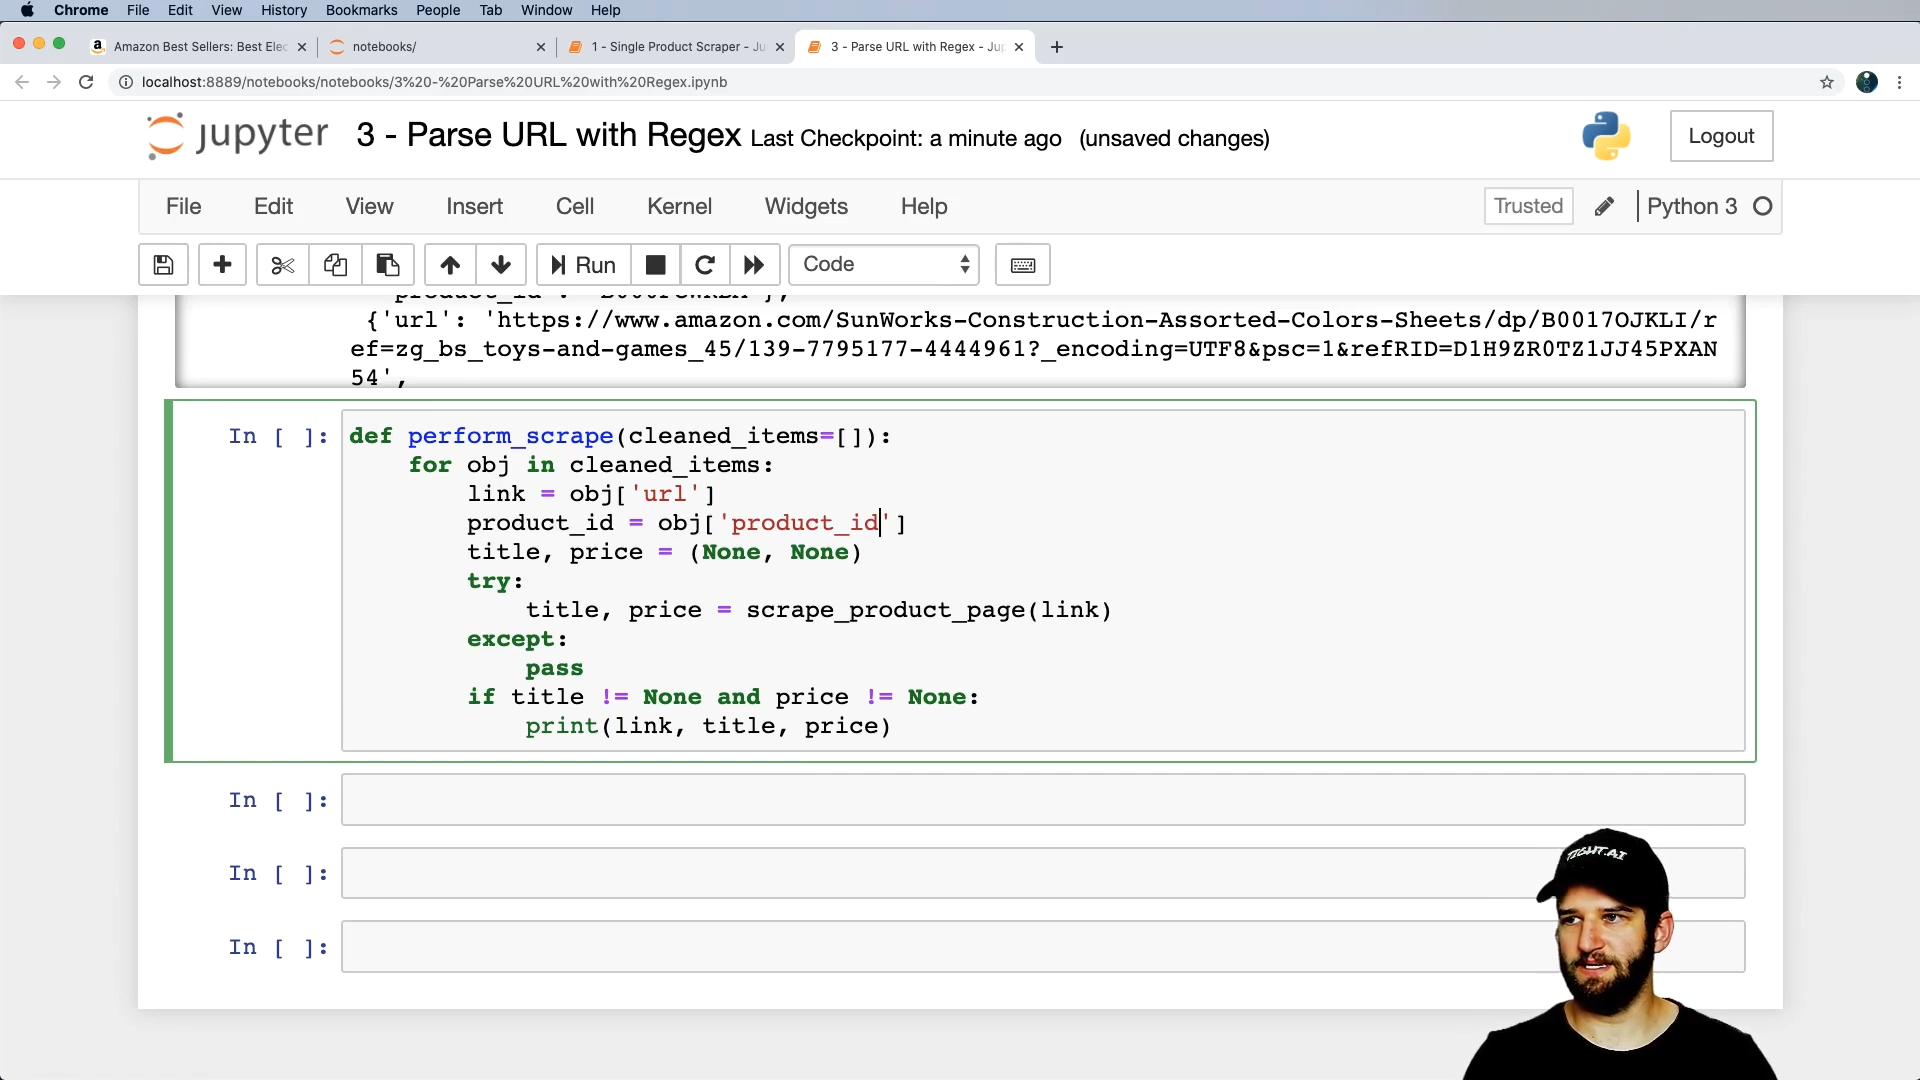 Chrome File Edit View History Bookmarks People Tab Window Help
Amazon Best Sellers: Best Elec
notebooks/
1 - Single Product Scraper - Ju
3 - Parse URL with Regex - Jup
localhost:8889/notebooks/notebooks/3%20-%20Parse%20URL%20with%20Regex.ipynb
jupyter 3 - Parse URL with Regex Last Checkpoint: a minute ago (unsaved changes)
Logout
File Edit View Insert Cell Kernel Widgets Help
Trusted
Python 3
Run
Code
{'url': 'https://www.amazon.com/SunWorks-Construction-Assorted-Colors-Sheets/dp/B0017OJKLI/r
ef=zg_bs_toys-and-games_45/139-7795177-4444961?_encoding=UTF8&psc=1&refRID=D1H9ZR0TZ1JJ45PXAN
54',
In [ ]: def perform_scrape(cleaned_items=[]):
for obj in cleaned_items:
link = obj['url']
product_id = obj['product_id']
title, price = (None, None)
try:
title, price = scrape_product_page(link)
except:
pass
if title != None and price != None:
print(link, title, price)
In [ ]:
In [ ]:
In [ ]:
TIGHT.AI